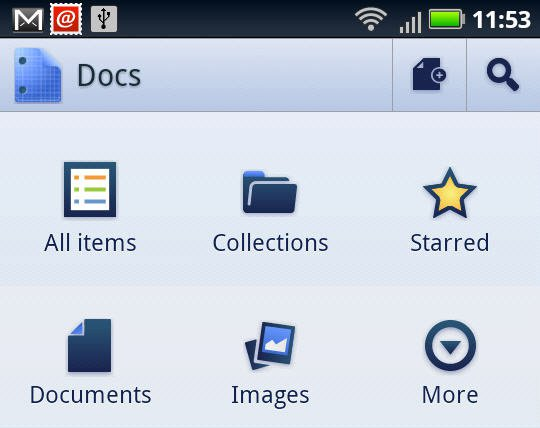 @ 11:53
Docs
All items Collections Starred
Documents Images More